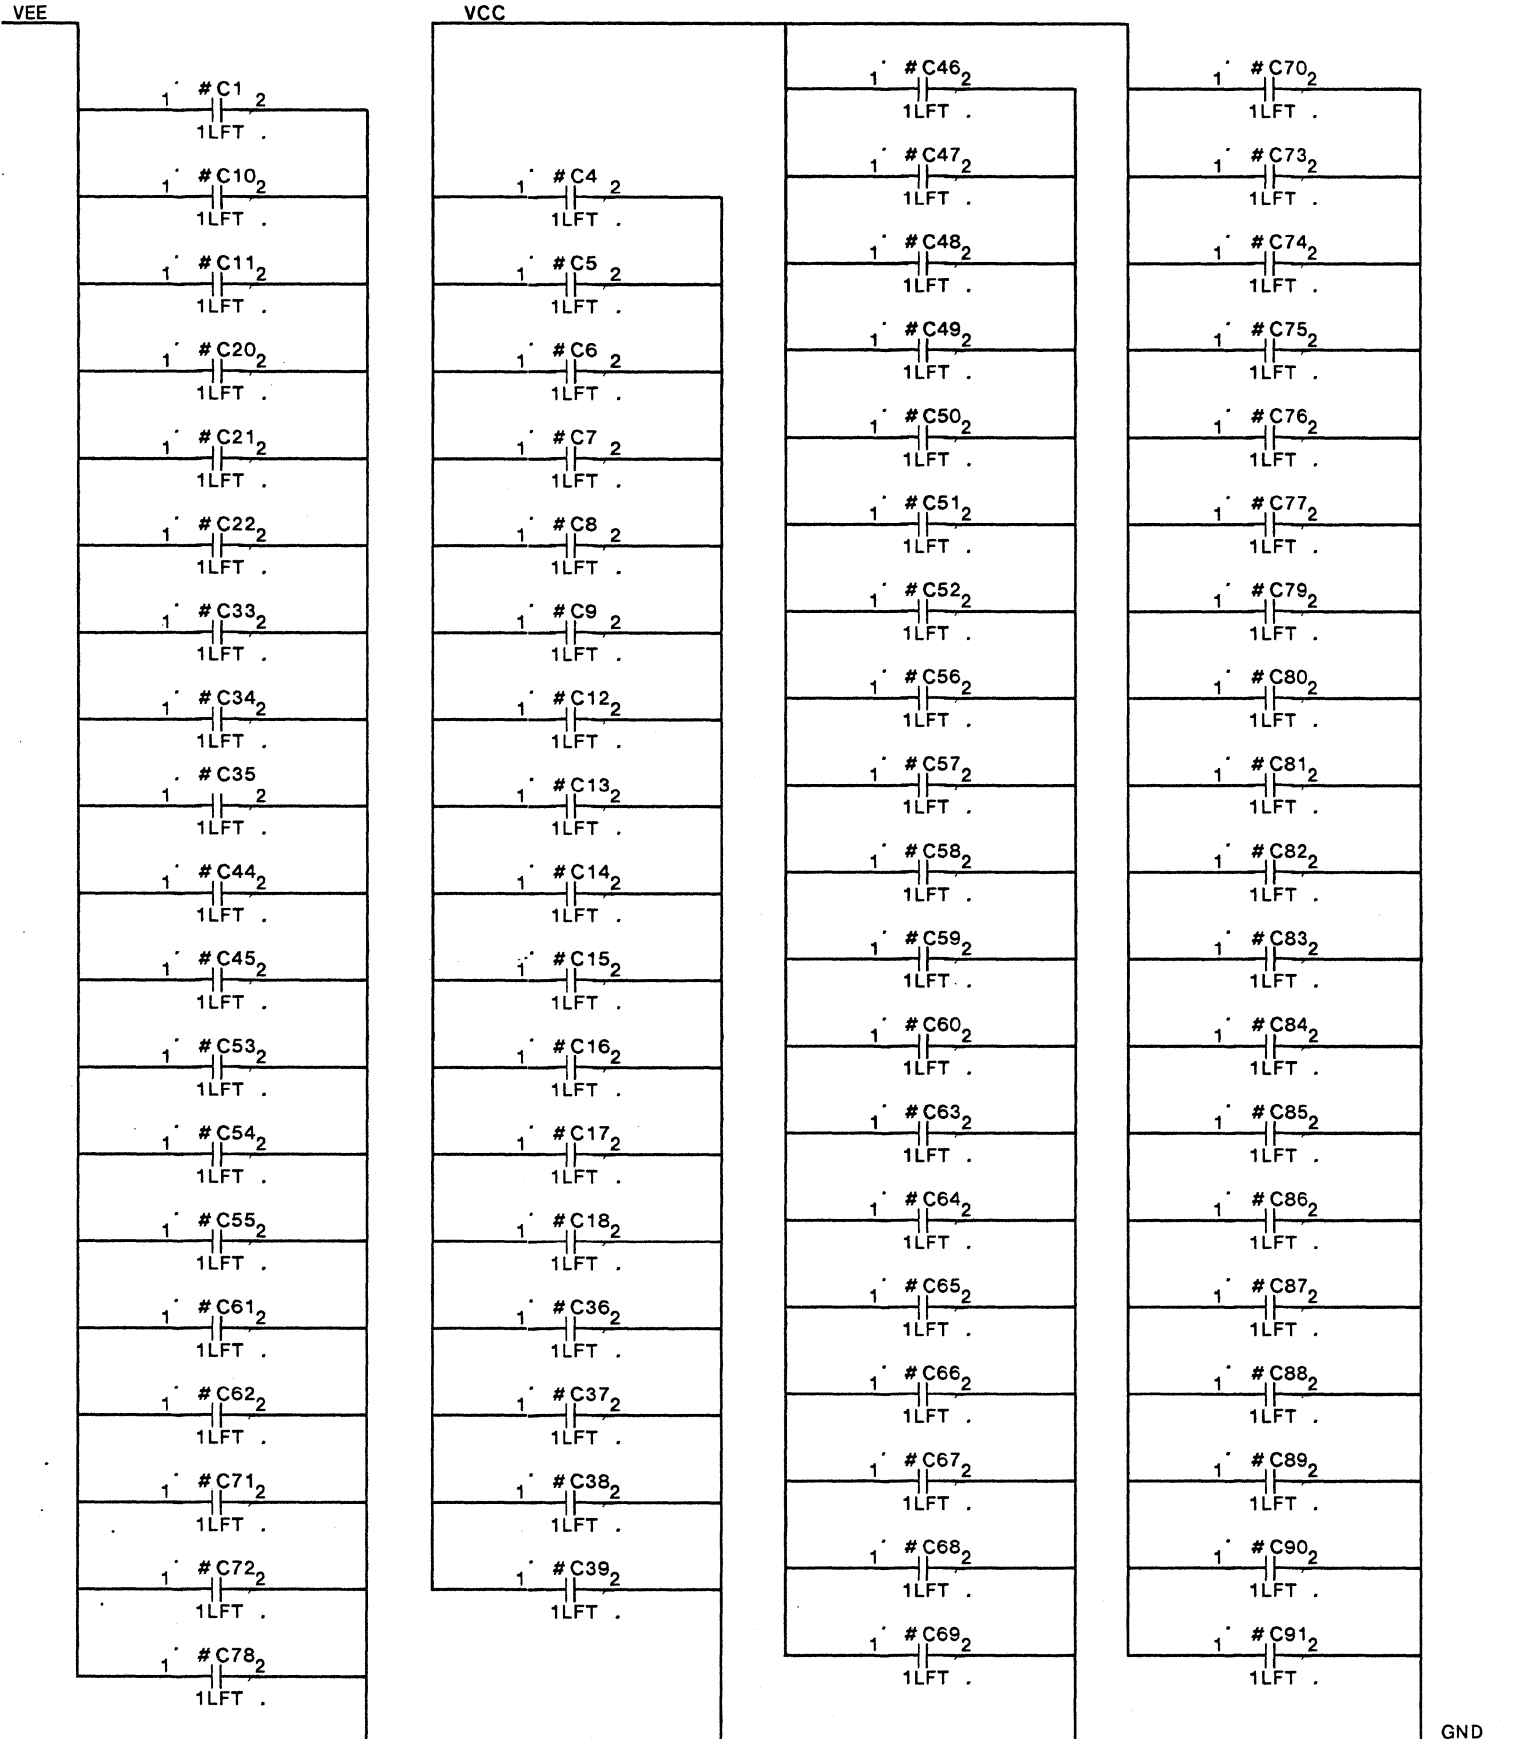 VEE
#C1
1 2
1LFT .
#C10
1 2
1LFT .
#C11
1 2
1LFT .
#C20
1 2
1LFT .
#C21
1 2
1LFT .
#C22
1 2
1LFT .
#C33
1 2
1LFT .
#C34
1 2
1LFT .
#C35
1 2
1LFT .
#C44
1 2
1LFT .
#C45
1 2
1LFT .
#C53
1 2
1LFT .
#C54
1 2
1LFT .
#C55
1 2
1LFT .
#C61
1 2
1LFT .
#C62
1 2
1LFT .
#C71
1 2
1LFT .
#C72
1 2
1LFT .
#C78
1 2
1LFT .
VCC
#C4
1 2
1LFT .
#C5
1 2
1LFT .
#C6
1 2
1LFT .
#C7
1 2
1LFT .
#C8
1 2
1LFT .
#C9
1 2
1LFT .
#C12
1 2
1LFT .
#C13
1 2
1LFT .
#C14
1 2
1LFT .
#C15
1 2
1LFT .
#C16
1 2
1LFT .
#C17
1 2
1LFT .
#C18
1 2
1LFT .
#C36
1 2
1LFT .
#C37
1 2
1LFT .
#C38
1 2
1LFT .
#C39
1 2
1LFT .
#C46
1 2
1LFT .
#C47
1 2
1LFT .
#C48
1 2
1LFT .
#C49
1 2
1LFT .
#C50
1 2
1LFT .
#C51
1 2
1LFT .
#C52
1 2
1LFT .
#C56
1 2
1LFT .
#C57
1 2
1LFT .
#C58
1 2
1LFT .
#C59
1 2
1LFT .
#C60
1 2
1LFT .
#C63
1 2
1LFT .
#C64
1 2
1LFT .
#C65
1 2
1LFT .
#C66
1 2
1LFT .
#C67
1 2
1LFT .
#C68
1 2
1LFT .
#C69
1 2
1LFT .
#C70
1 2
1LFT .
#C73
1 2
1LFT .
#C74
1 2
1LFT .
#C75
1 2
1LFT .
#C76
1 2
1LFT .
#C77
1 2
1LFT .
#C79
1 2
1LFT .
#C80
1 2
1LFT .
#C81
1 2
1LFT .
#C82
1 2
1LFT .
#C83
1 2
1LFT .
#C84
1 2
1LFT .
#C85
1 2
1LFT .
#C86
1 2
1LFT .
#C87
1 2
1LFT .
#C88
1 2
1LFT .
#C89
1 2
1LFT .
#C90
1 2
1LFT .
#C91
1 2
1LFT .
GND